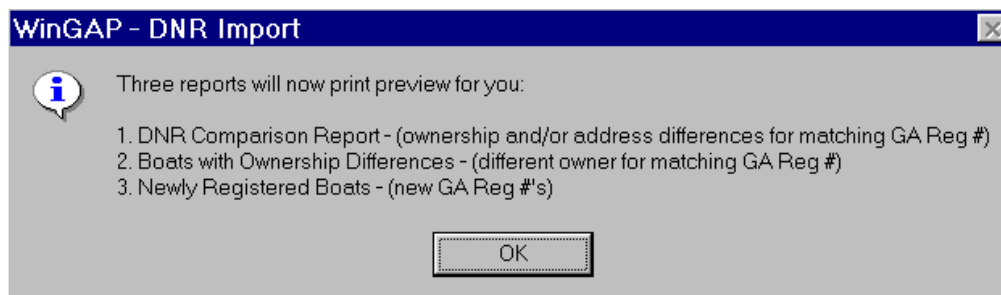 WinGAP - DNR Import
Three reports will now print preview for you:
1. DNR Comparison Report - (ownership and/or address differences for matching GA Reg #)
2. Boats with Ownership Differences - (different owner for matching GA Reg #)
3. Newly Registered Boats - (new GA Reg #'s)
OK